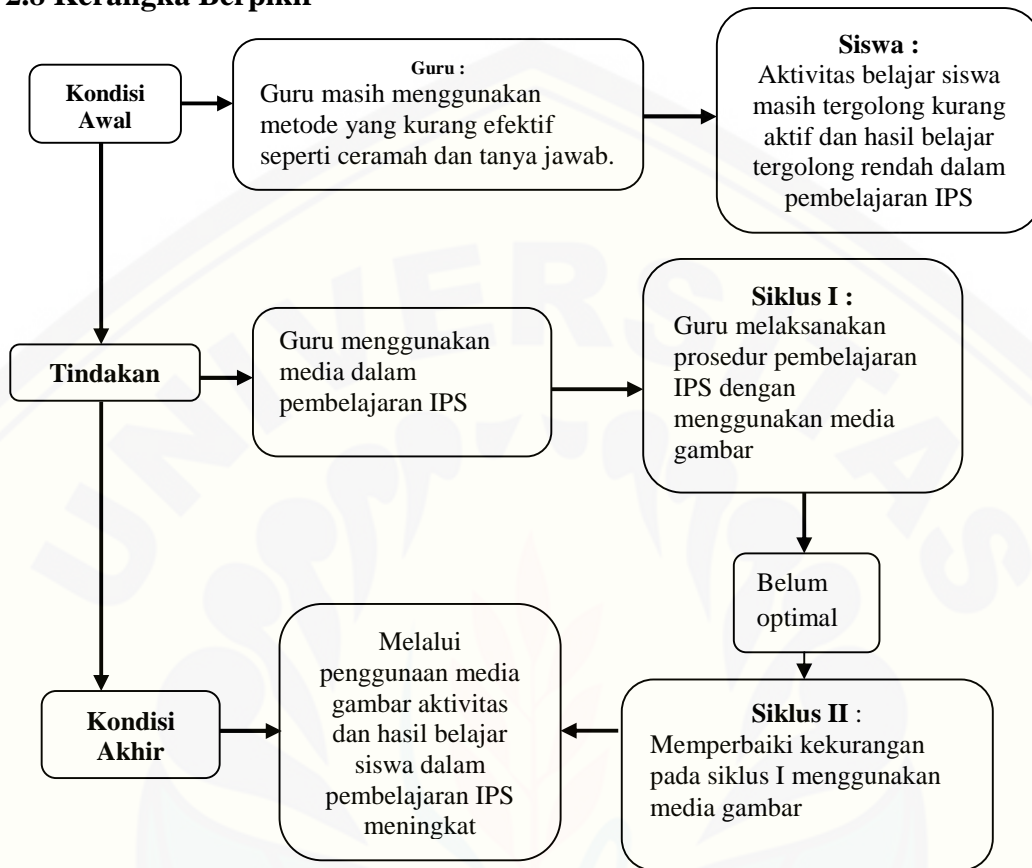 2.8 Kerangka Berpikir
Kondisi
Awal
Guru :
Guru masih menggunakan
metode yang kurang efektif
seperti ceramah dan tanya jawab.
Siswa :
Aktivitas belajar siswa
masih tergolong kurang
aktif dan hasil belajar
tergolong rendah dalam
pembelajaran IPS
Tindakan
Guru menggunakan
media dalam
pembelajaran IPS
Siklus I :
Guru melaksanakan
prosedur pembelajaran
IPS dengan
menggunakan media
gambar
Belum
optimal
Siklus II :
Memperbaiki kekurangan
pada siklus I menggunakan
media gambar
Kondisi
Akhir
Melalui
penggunaan media
gambar aktivitas
dan hasil belajar
siswa dalam
pembelajaran IPS
meningkat
UNIVERSITAS